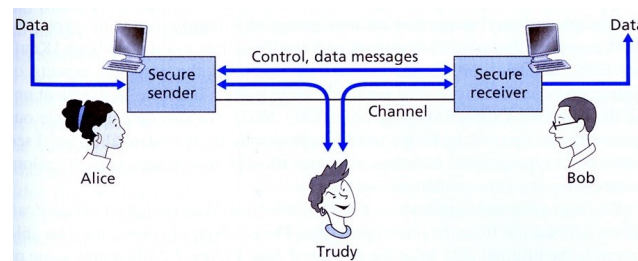 Data
Data
Control, data messages
Secure
sender
Secure
receiver
Channel
Alice
Bob
Trudy